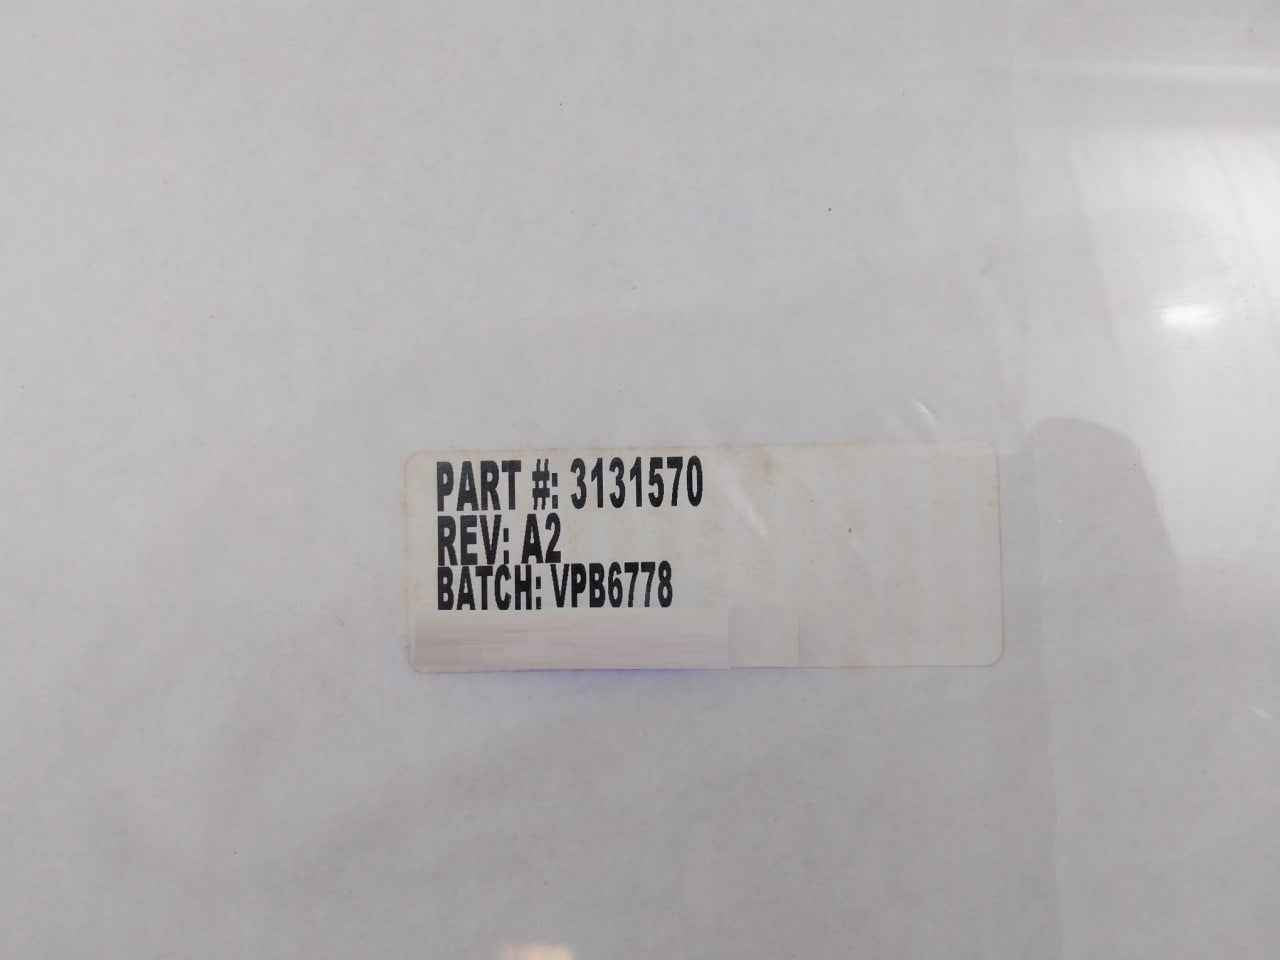 PART #: 3131570
REV: A2
BATCH: VPB6778